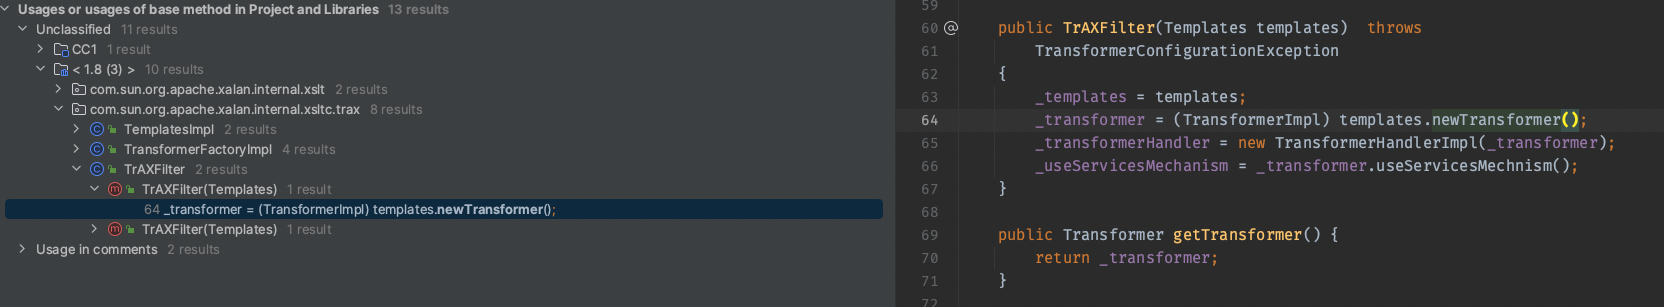 Usages or usages of base method in Project and Libraries 13 results
Unclassified 11 results
CC1 1 result
< 1.8 (3) > 10 results
com.sun.org.apache.xalan.internal.xslt 2 results
com.sun.org.apache.xalan.internal.xsltc.trax 8 results
TemplatesImpl 2 results
TransformerFactoryImpl 4 results
TrAXFilter 2 results
TrAXFilter(Templates) 1 result
64 _transformer = (TransformerImpl) templates.newTransformer();
TrAXFilter(Templates) 1 result
Usage in comments 2 results
59
60 @ public TrAXFilter(Templates templates) throws
61 TransformerConfigurationException
62 {
63 _templates = templates;
64 _transformer = (TransformerImpl) templates.newTransformer();
65 _transformerHandler = new TransformerHandlerImpl(_transformer);
66 _useServicesMechanism = _transformer.useServicesMechnism();
67 }
68
69 public Transformer getTransformer() {
70 return _transformer;
71 }
72